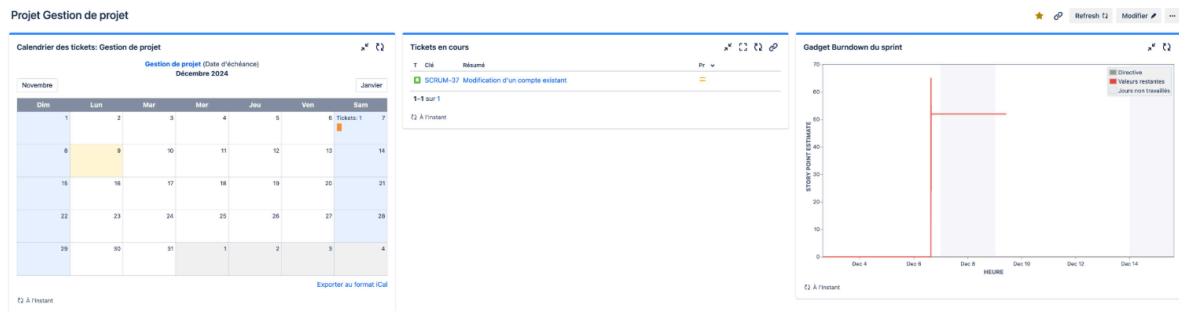 Projet Gestion de projet
Refresh
Modifier
Calendrier des tickets: Gestion de projet
Gestion de projet (Date d'échéance)
Décembre 2024
Novembre
Janvier
Dim Lun Mar Mer Jeu Ven Sam
1 2 3 4 5 6 Tickets: 1 7
8 9 10 11 12 13 14
15 16 17 18 19 20 21
22 23 24 25 26 27 28
29 30 31 1 2 3 4
Exporter au format iCal
À l'instant
Tickets en cours
T Clé Résumé Pr
SCRUM-37 Modification d'un compte existant
1–1 sur 1
À l'instant
Gadget Burndown du sprint
Directive
Valeurs restantes
Jours non travaillés
STORY POINT ESTIMATE
70
60
50
40
30
20
10
0
Dec 4 Dec 6 Dec 8 Dec 10 Dec 12 Dec 14
HEURE
À l'instant